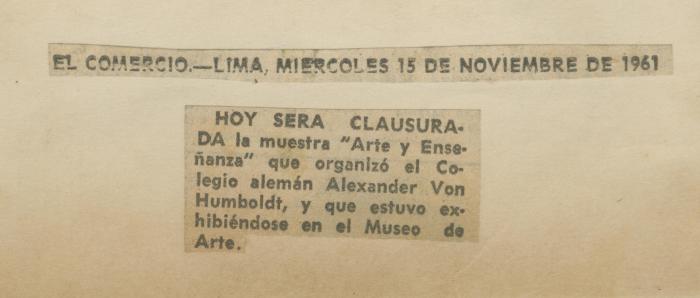 EL COMERCIO.—LIMA, MIERCOLES 15 DE NOVIEMBRE DE 1961
HOY SERA CLAUSURA-
DA la muestra "Arte y Ense-
ñanza" que organizó el Co-
legio alemán Alexander Von
Humboldt, y que estuvo ex-
hibiéndose en el Museo de
Arte.